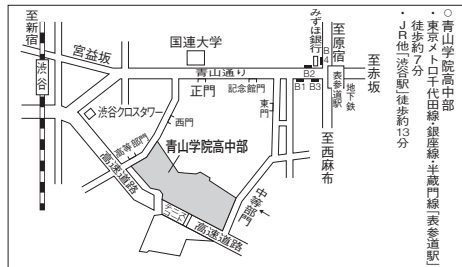 ○青山学院高中部
・東京メトロ千代田線・銀座線・半蔵門線「表参道駅」
徒歩約7分
・JR他「渋谷駅」徒歩約13分
至新宿
宮益坂
国連大学
みずほ銀行
至原宿
至赤坂
渋谷
青山通り
B4
B2
表参道駅
地下鉄
正門
記念館門
東門
B1 B3
渋谷クロスタワー
西門
至西麻布
高等部門
青山学院高中部
高速道路
中等部門
高速道路